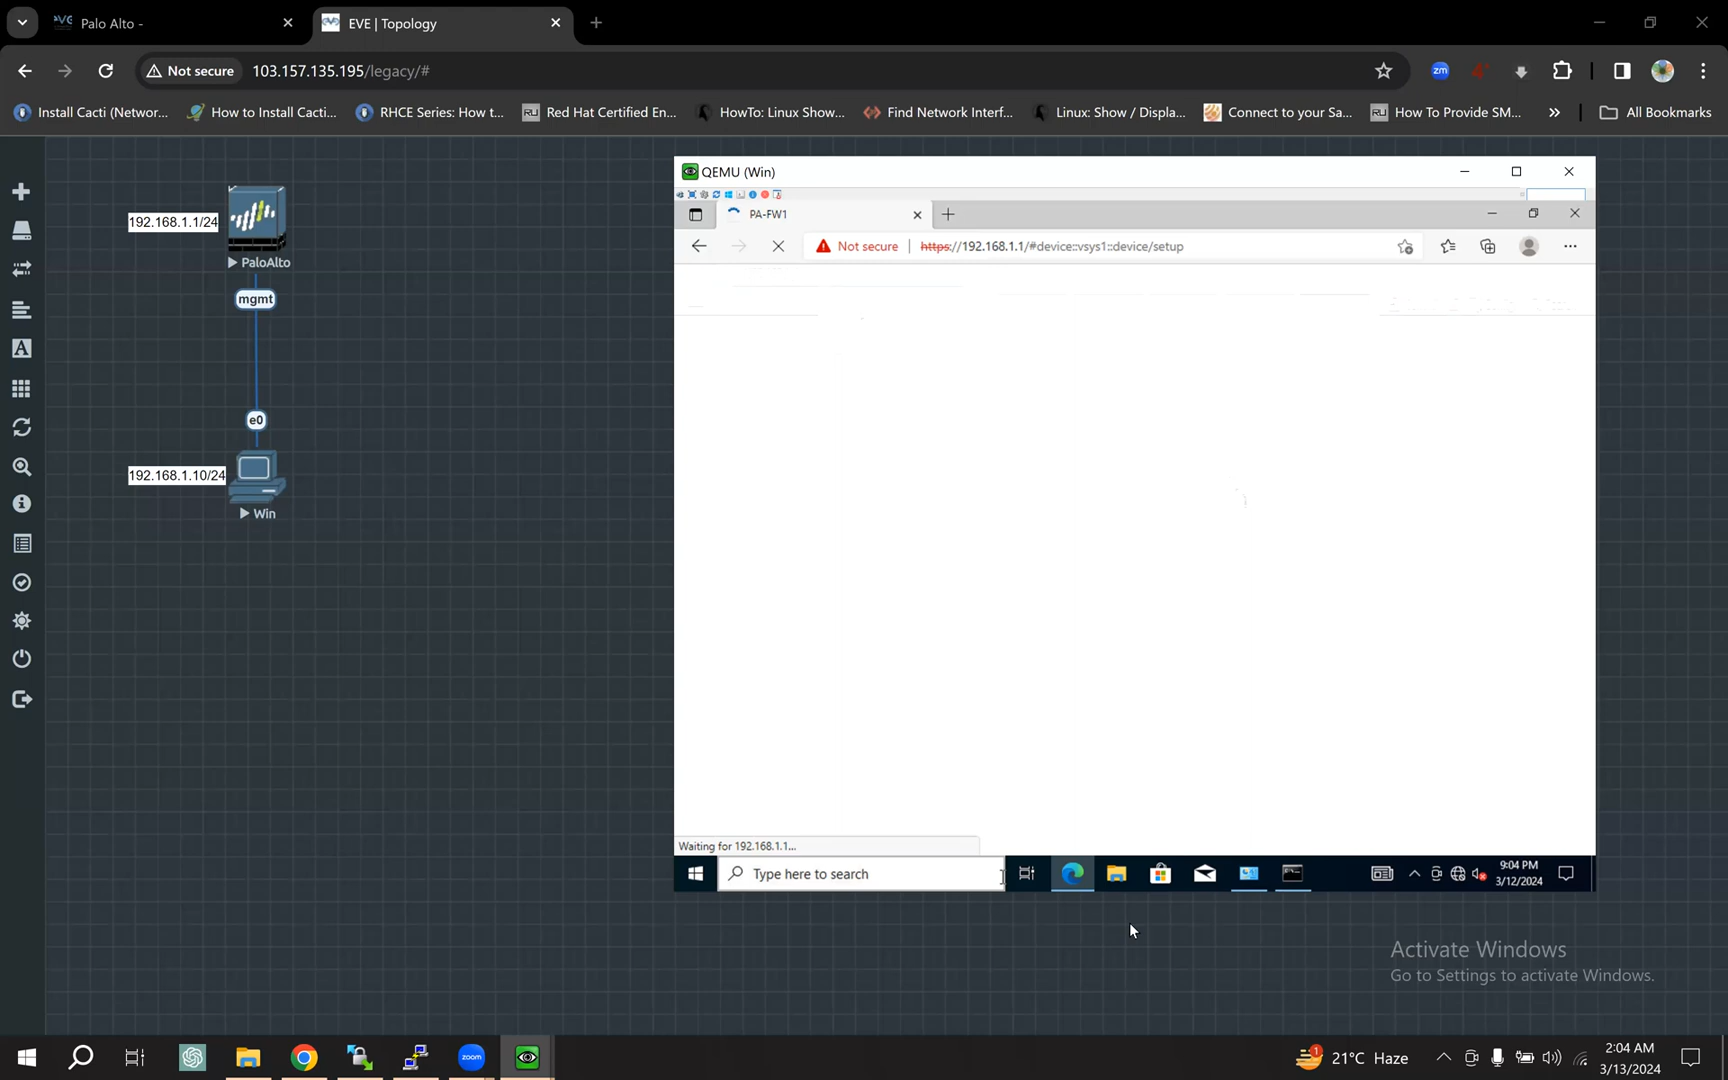 Palo Alto -
EVE | Topology
Not secure
103.157.135.195/legacy/#
zm
Install Cacti (Networ...
How to Install Cacti...
RHCE Series: How t...
RU Red Hat Certified En...
HowTo: Linux Show...
Find Network Interf...
Linux: Show / Displa...
Connect to your Sa...
RU How To Provide SM...
»
All Bookmarks
192.168.1.1/24
PaloAlto
mgmt
e0
192.168.1.10/24
Win
QEMU (Win)
PA-FW1
Not secure
https://192.168.1.1/#device::vsys1::device/setup
Waiting for 192.168.1.1...
Type here to search
9:04 PM
3/12/2024
Activate Windows
Go to Settings to activate Windows.
zoom
1
21°C Haze
2:04 AM
3/13/2024